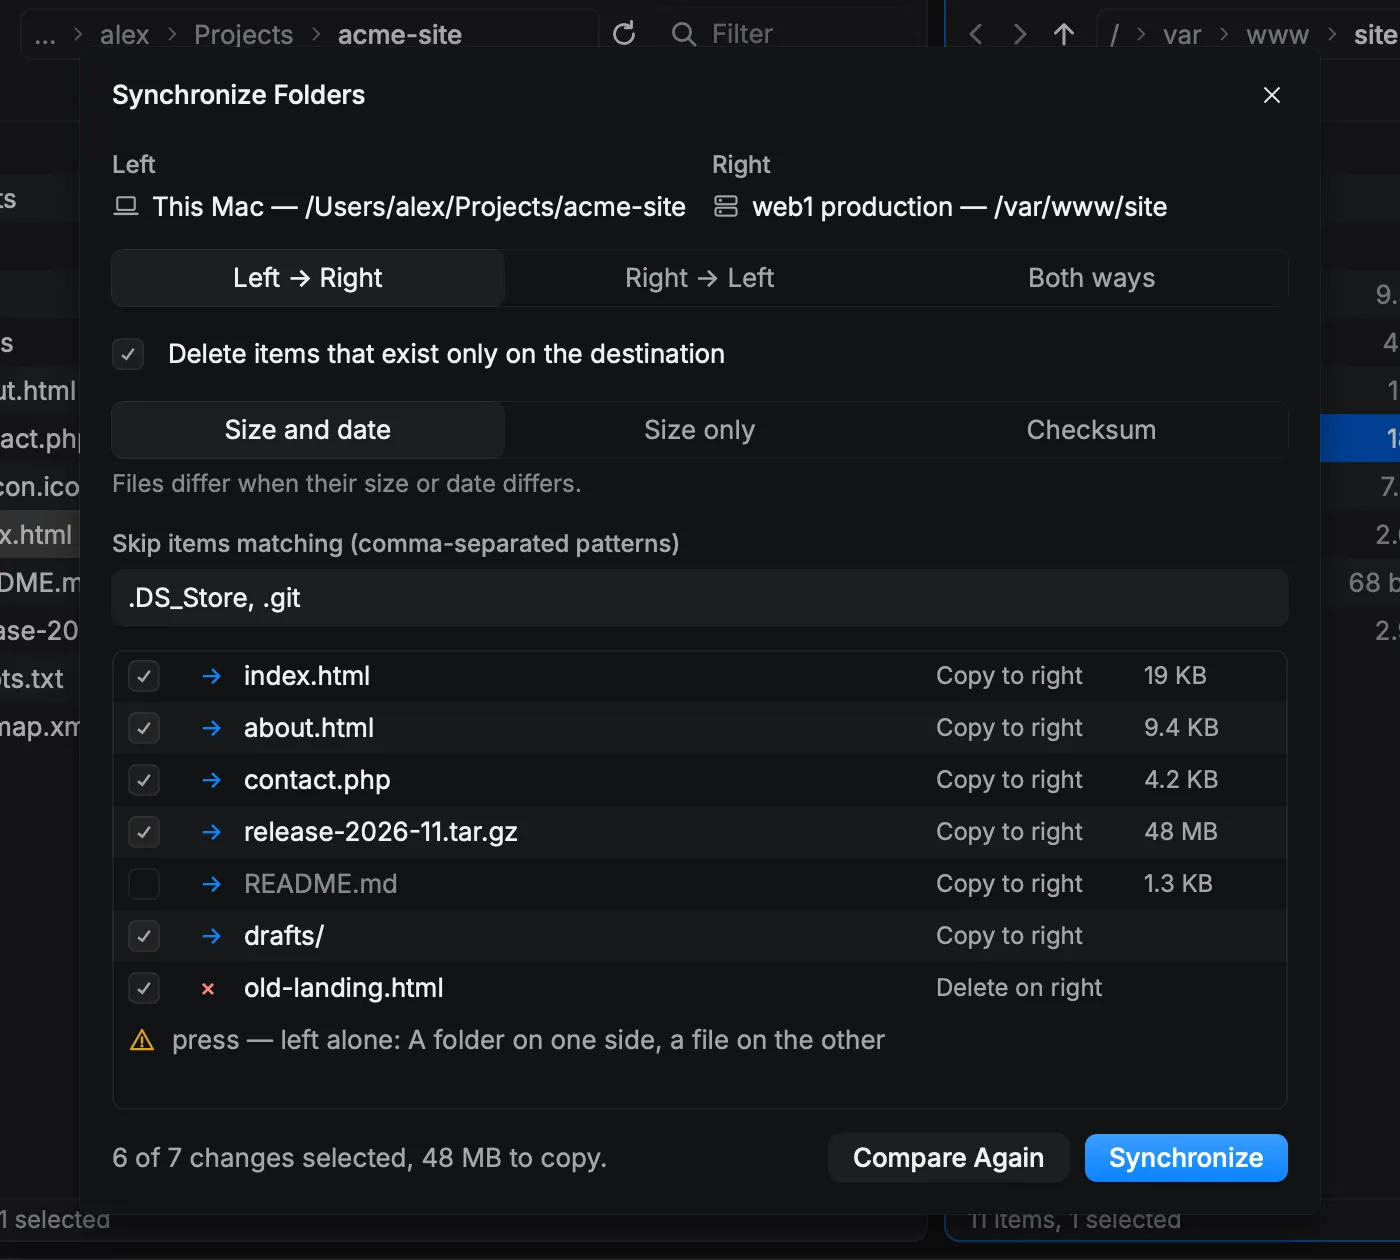 ... > alex > Projects > acme-site
Filter
/ > var > www > site
Synchronize Folders
Left
Right
This Mac — /Users/alex/Projects/acme-site
web1 production — /var/www/site
Left → Right
Right → Left
Both ways
Delete items that exist only on the destination
Size and date
Size only
Checksum
Files differ when their size or date differs.
Skip items matching (comma-separated patterns)
.DS_Store, .git
index.html Copy to right 19 KB
about.html Copy to right 9.4 KB
contact.php Copy to right 4.2 KB
release-2026-11.tar.gz Copy to right 48 MB
README.md Copy to right 1.3 KB
drafts/ Copy to right
old-landing.html Delete on right
press — left alone: A folder on one side, a file on the other
6 of 7 changes selected, 48 MB to copy.
Compare Again
Synchronize
1 selected
11 items, 1 selected